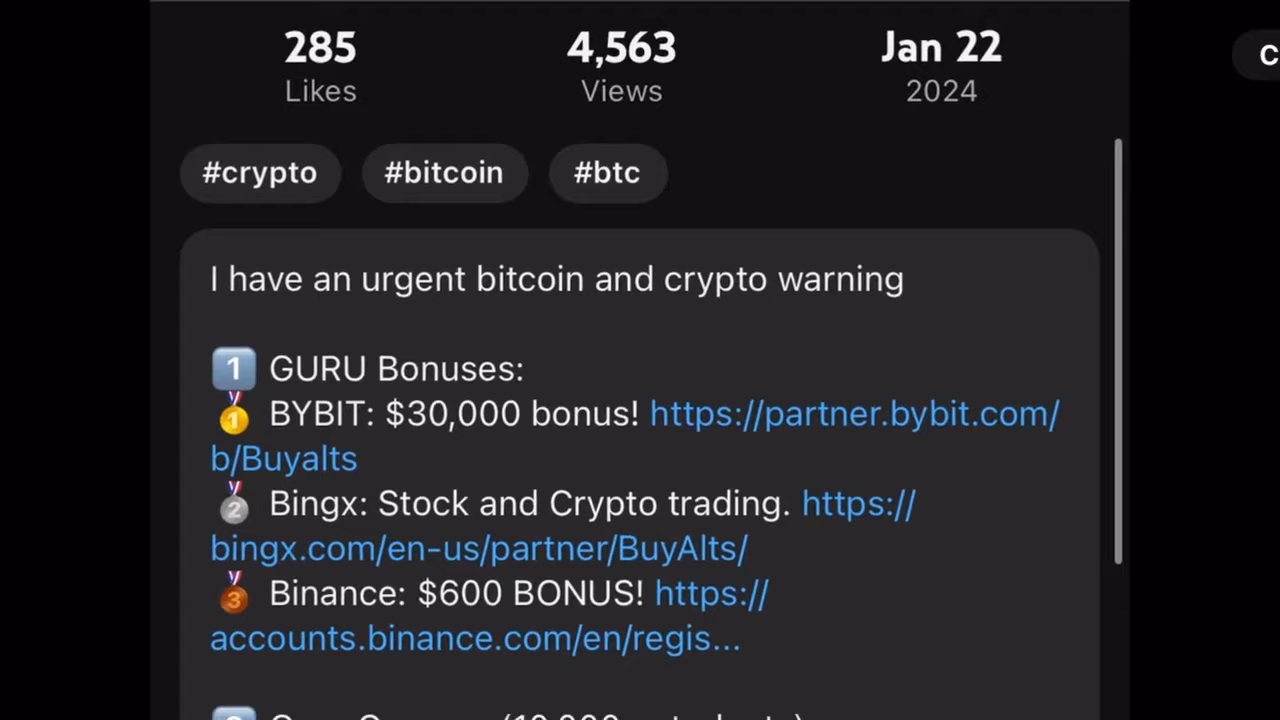 285 4,563 Jan 22
Likes Views 2024
C
#crypto #bitcoin #btc
I have an urgent bitcoin and crypto warning
1️⃣ GURU Bonuses:
🥇 BYBIT: $30,000 bonus! https://partner.bybit.com/
b/Buyalts
🥈 Bingx: Stock and Crypto trading. https://
bingx.com/en-us/partner/BuyAlts/
🥉 Binance: $600 BONUS! https://
accounts.binance.com/en/regis...